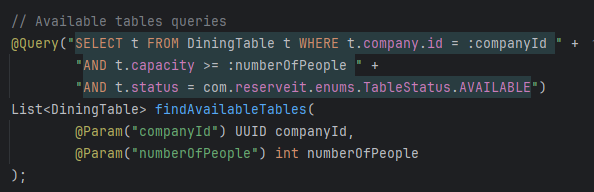 // Available tables queries
@Query("SELECT t FROM DiningTable t WHERE t.company.id = :companyId " +
"AND t.capacity >= :numberOfPeople " +
"AND t.status = com.reserveit.enums.TableStatus.AVAILABLE")
List<DiningTable> findAvailableTables(
@Param("companyId") UUID companyId,
@Param("numberOfPeople") int numberOfPeople
);